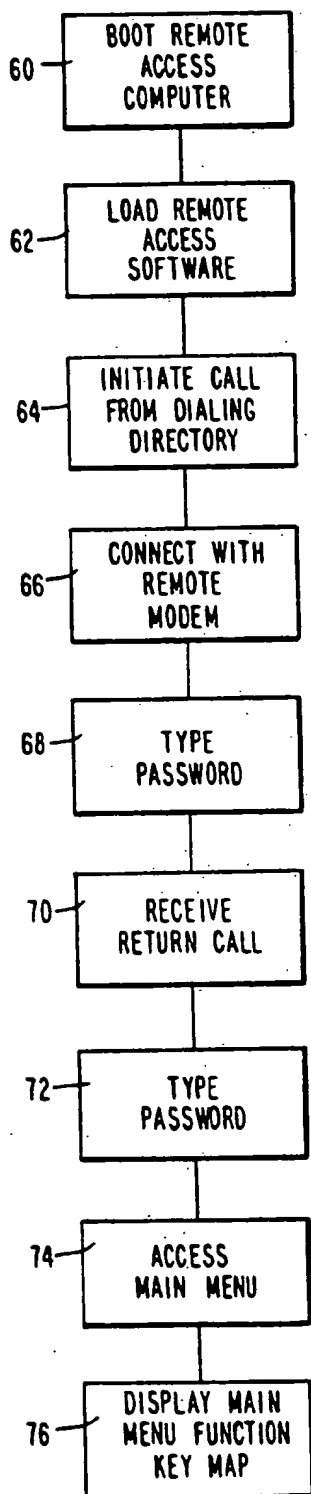 60
BOOT REMOTE
ACCESS
COMPUTER
62
LOAD REMOTE
ACCESS
SOFTWARE
64
INITIATE CALL
FROM DIALING
DIRECTORY
66
CONNECT WITH
REMOTE
MODEM
68
TYPE
PASSWORD
70
RECEIVE
RETURN CALL
72
TYPE
PASSWORD
74
ACCESS
MAIN MENU
76
DISPLAY MAIN
MENU FUNCTION
KEY MAP